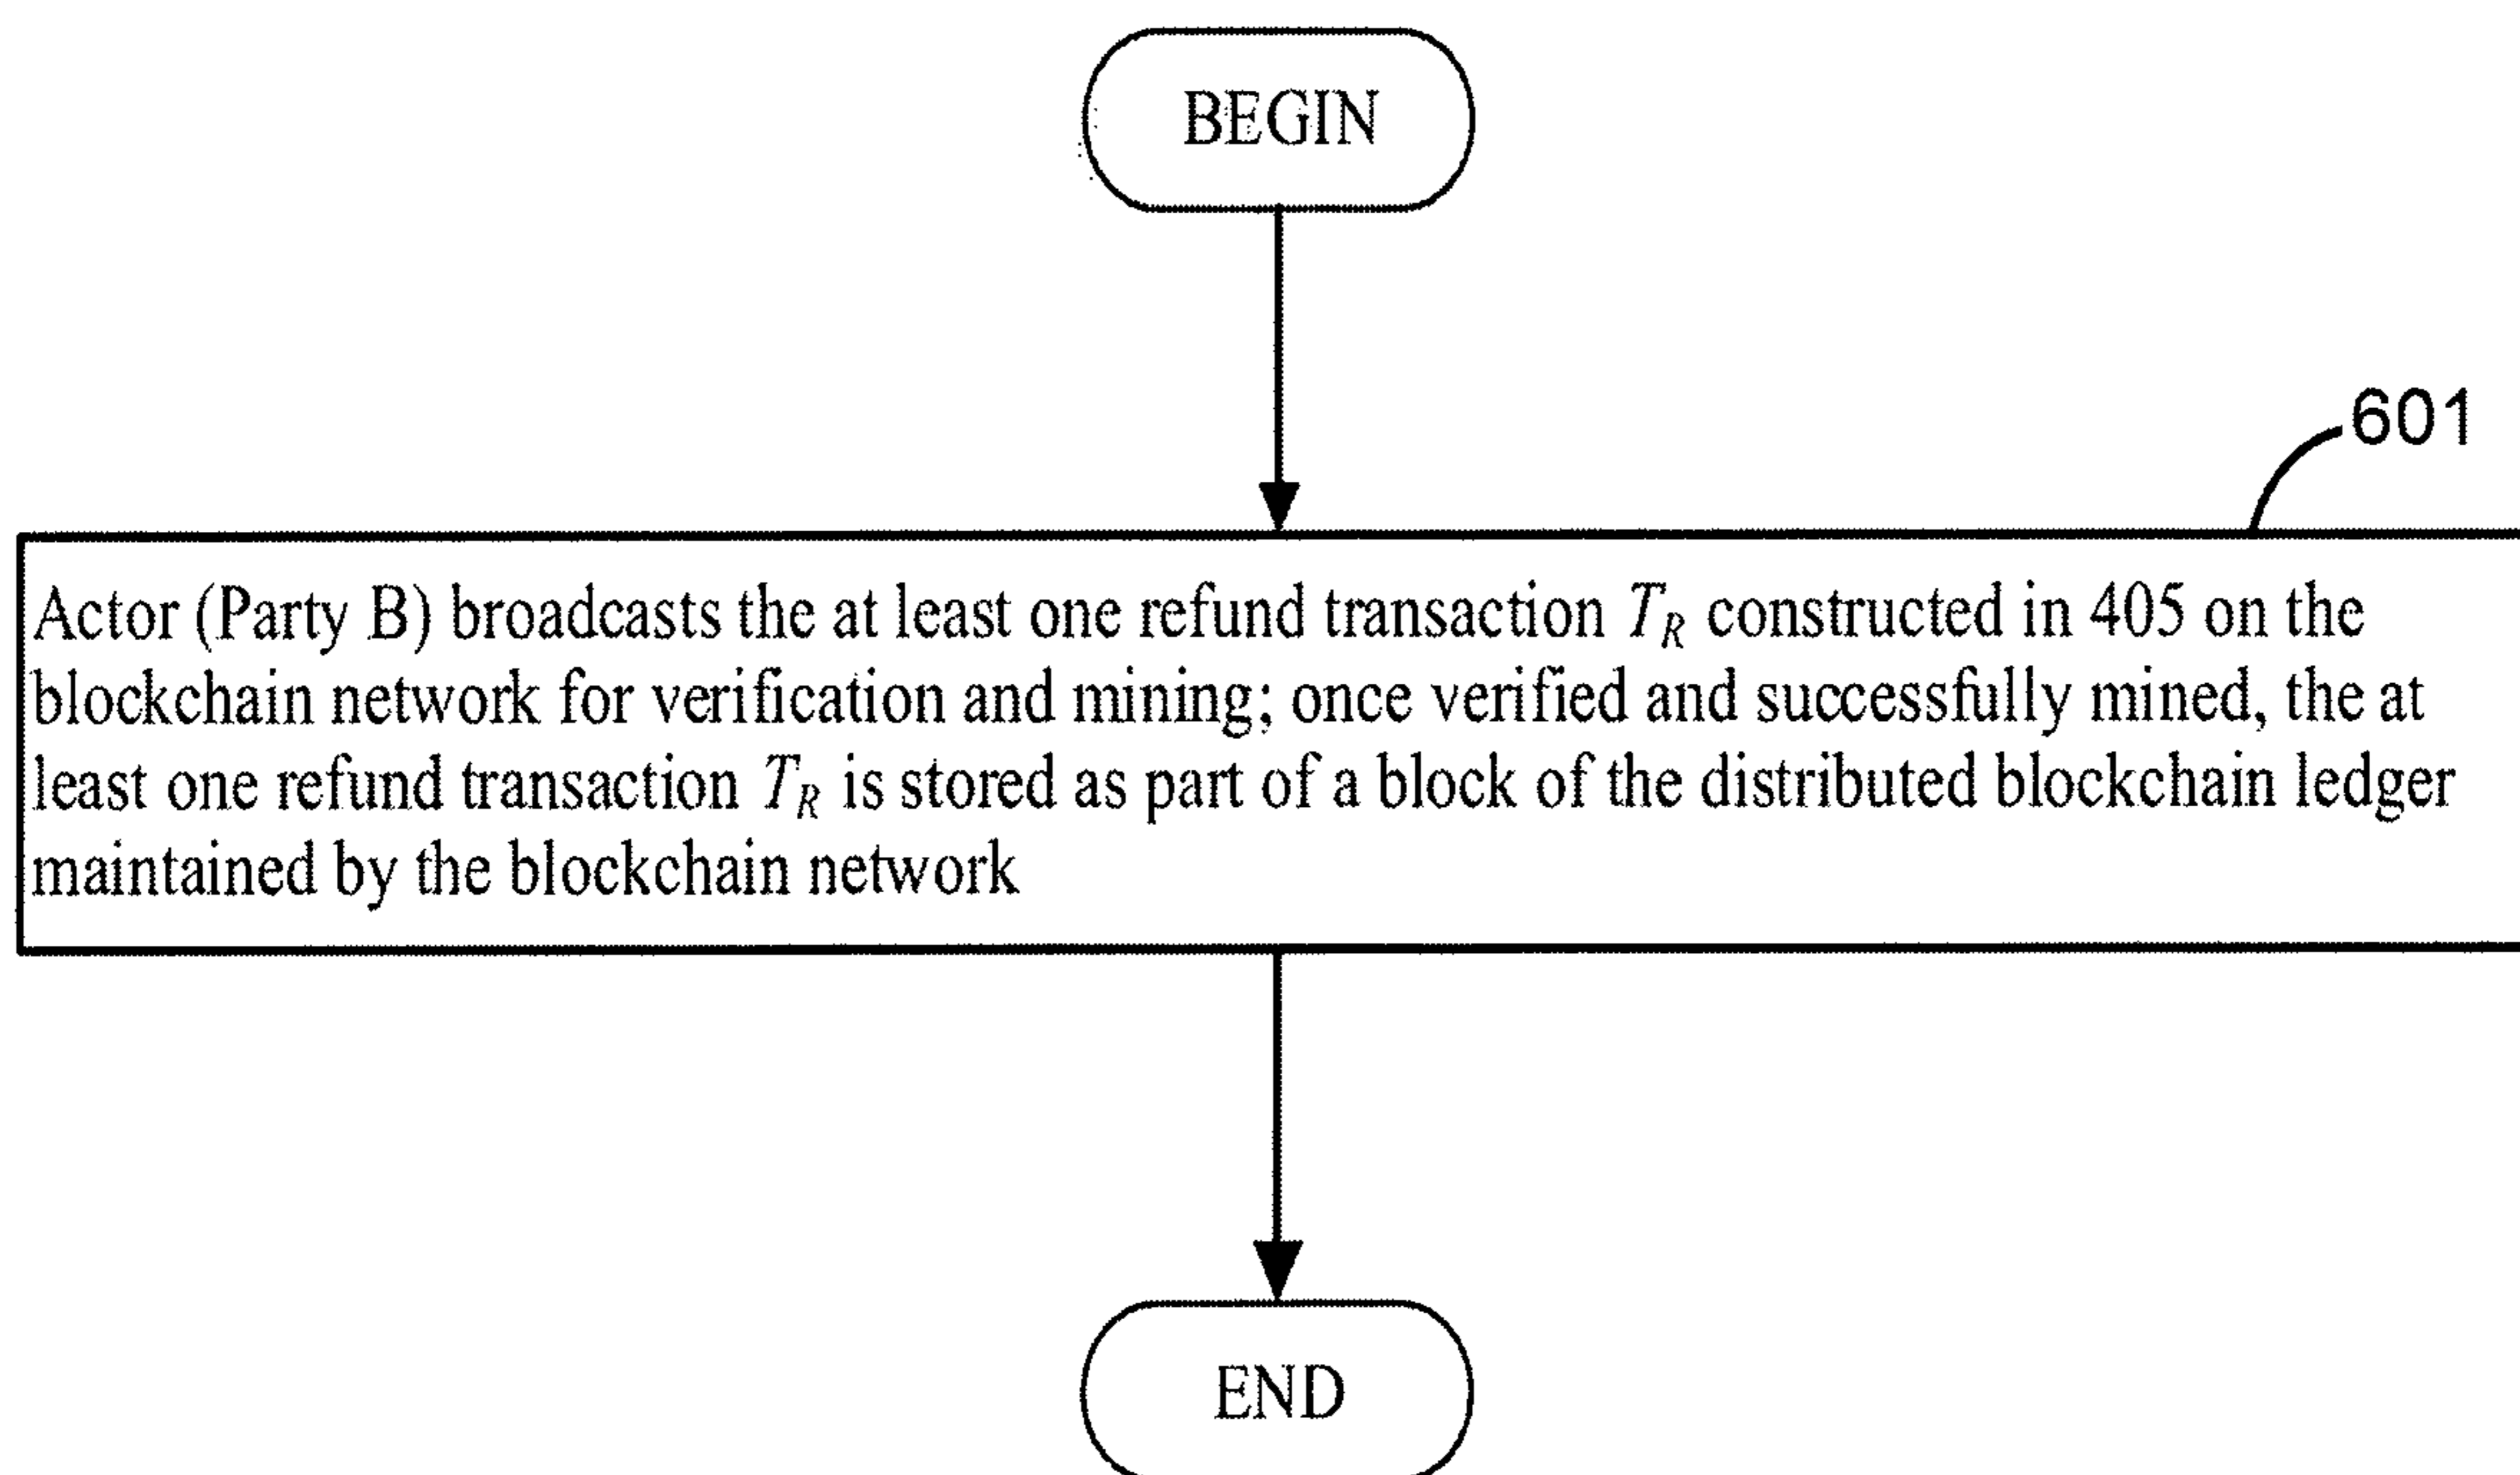 BEGIN
601
Actor (Party B) broadcasts the at least one refund transaction T_R constructed in 405 on the
blockchain network for verification and mining; once verified and successfully mined, the at
least one refund transaction T_R is stored as part of a block of the distributed blockchain ledger
maintained by the blockchain network
END